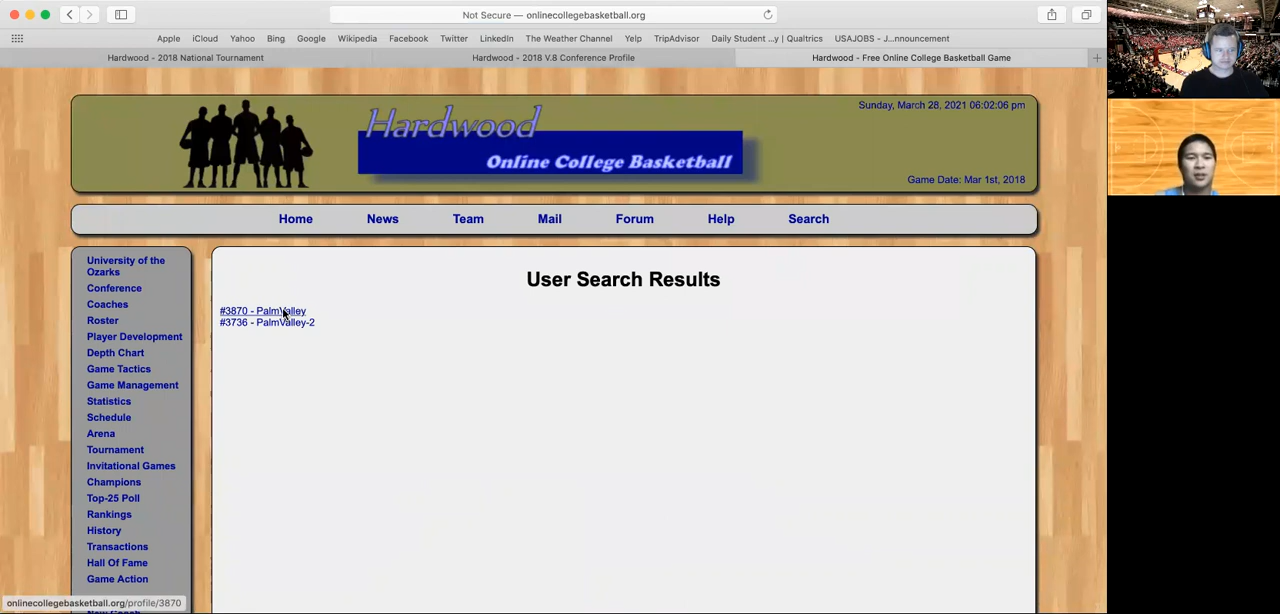 Not Secure — onlinecollegebasketball.org
Apple iCloud Yahoo Bing Google Wikipedia Facebook Twitter LinkedIn The Weather Channel Yelp TripAdvisor Daily Student ...y | Qualtrics USAJOBS - J...nnouncement
Hardwood - 2018 National Tournament Hardwood - 2018 V.8 Conference Profile Hardwood - Free Online College Basketball Game
Sunday, March 28, 2021 06:02:06 pm
Hardwood
Online College Basketball
Game Date: Mar 1st, 2018
Home News Team Mail Forum Help Search
University of the
Ozarks
Conference
Coaches
Roster
Player Development
Depth Chart
Game Tactics
Game Management
Statistics
Schedule
Arena
Tournament
Invitational Games
Champions
Top-25 Poll
Rankings
History
Transactions
Hall Of Fame
Game Action
User Search Results
#3870 - PalmValley
#3736 - PalmValley-2
onlinecollegebasketball.org/profile/3870